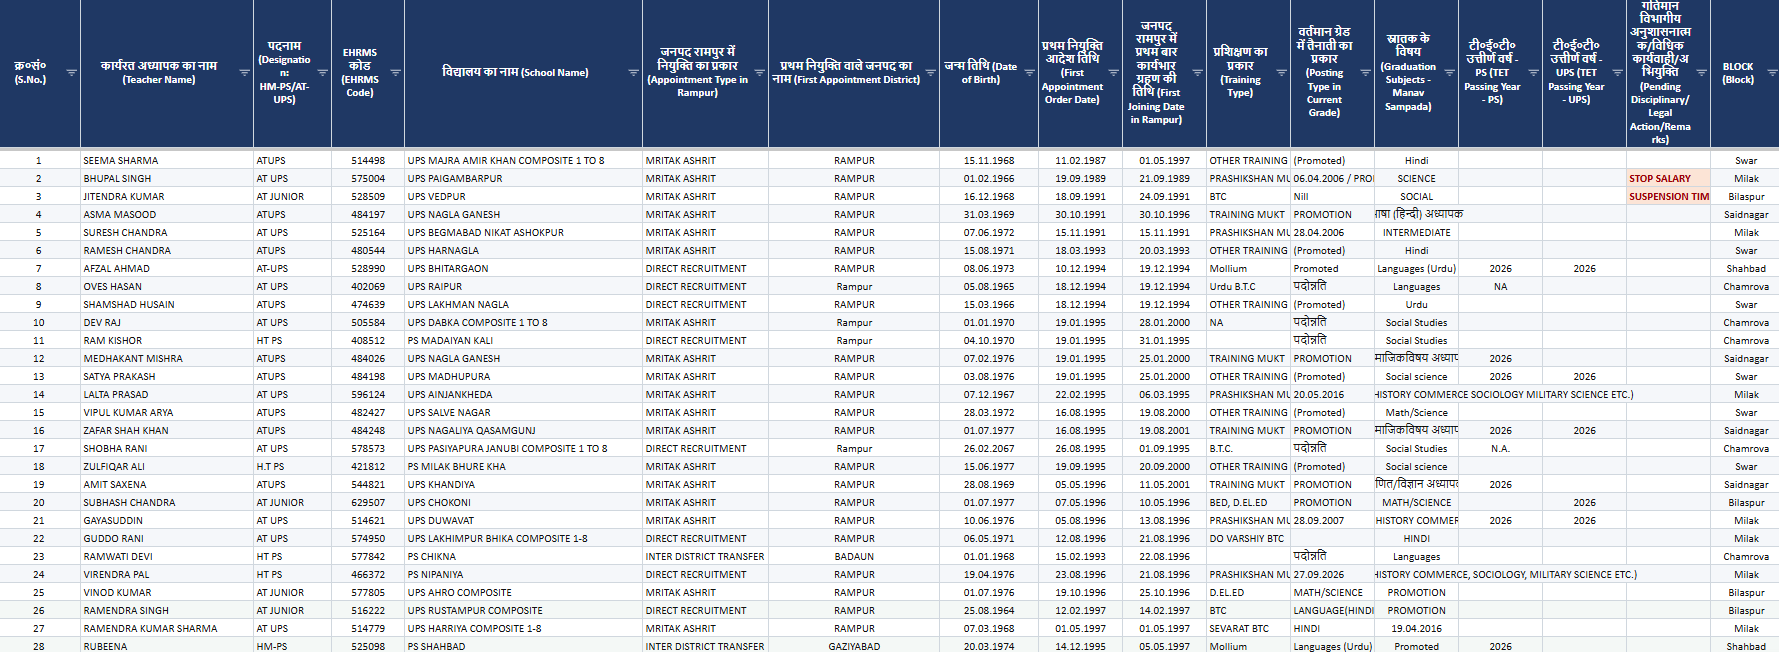 क्र०सं० (S.No.)
कार्यरत अध्यापक का नाम (Teacher Name)
पदनाम (Designation: HM-PS/AT-UPS)
EHRMS कोड (EHRMS Code)
विद्यालय का नाम (School Name)
जनपद रामपुर में नियुक्ति का प्रकार (Appointment Type in Rampur)
प्रथम नियुक्ति वाले जनपद का नाम (First Appointment District)
जन्म तिथि (Date of Birth)
प्रथम नियुक्ति आदेश तिथि (First Appointment Order Date)
जनपद रामपुर में प्रथम बार कार्यभार ग्रहण की तिथि (First Joining Date in Rampur)
प्रशिक्षण का प्रकार (Training Type)
वर्तमान ग्रेड में तैनाती का प्रकार (Posting Type in Current Grade)
स्नातक के विषय (Graduation Subjects - Manav Sampada)
टी०ई०टी० उत्तीर्ण वर्ष - PS (TET Passing Year - PS)
टी०ई०टी० उत्तीर्ण वर्ष - UPS (TET Passing Year - UPS)
गतिमान विभागीय अनुशासनात्मक/विधिक कार्यवाही/अभियुक्ति (Pending Disciplinary/Legal Action/Remarks)
BLOCK (Block)
1 SEEMA SHARMA ATUPS 514498 UPS MAJRA AMIR KHAN COMPOSITE 1 TO 8 MRITAK ASHRIT RAMPUR 15.11.1968 11.02.1987 01.05.1997 OTHER TRAINING (Promoted) Hindi Swar
2 BHUPAL SINGH AT UPS 575004 UPS PAIGAMBARPUR MRITAK ASHRIT RAMPUR 01.02.1966 19.09.1989 21.09.1989 PRASHIKSHAN MU 06.04.2006 / PRO SCIENCE STOP SALARY Milak
3 JITENDRA KUMAR AT JUNIOR 528509 UPS VEDPUR MRITAK ASHRIT RAMPUR 16.12.1968 18.09.1991 24.09.1991 BTC Nill SOCIAL SUSPENSION TIM Bilaspur
4 ASMA MASOOD ATUPS 484197 UPS NAGLA GANESH MRITAK ASHRIT RAMPUR 31.03.1969 30.10.1991 30.10.1996 TRAINING MUKT PROMOTION (हिन्दी) अध्यापक Saidnagar
5 SURESH CHANDRA AT UPS 525164 UPS BEGMABAD NIKAT ASHOKPUR MRITAK ASHRIT RAMPUR 07.06.1972 15.11.1991 15.11.1991 PRASHIKSHAN MU 28.04.2006 INTERMEDIATE Milak
6 RAMESH CHANDRA ATUPS 480544 UPS HARNAGLA MRITAK ASHRIT RAMPUR 15.08.1971 18.03.1993 20.03.1993 OTHER TRAINING (Promoted) Hindi Swar
7 AFZAL AHMAD AT-UPS 528990 UPS BHITARGAON DIRECT RECRUITMENT RAMPUR 08.06.1973 10.12.1994 19.12.1994 Mollium Promoted Languages (Urdu) 2026 2026 Shahbad
8 OVES HASAN AT UPS 402069 UPS RAIPUR DIRECT RECRUITMENT Rampur 05.08.1965 18.12.1994 19.12.1994 Urdu B.T.C पदोन्नति Languages NA Chamrova
9 SHAMSHAD HUSAIN ATUPS 474639 UPS LAKHMAN NAGLA DIRECT RECRUITMENT RAMPUR 15.03.1966 18.12.1994 19.12.1994 OTHER TRAINING (Promoted) Urdu Swar
10 DEV RAJ AT UPS 505584 UPS DABKA COMPOSITE 1 TO 8 MRITAK ASHRIT Rampur 01.01.1970 19.01.1995 28.01.2000 NA पदोन्नति Social Studies Chamrova
11 RAM KISHOR HT PS 408512 PS MADAIYAN KALI DIRECT RECRUITMENT Rampur 04.10.1970 19.01.1995 31.01.1995 पदोन्नति Social Studies Chamrova
12 MEDHAKANT MISHRA ATUPS 484026 UPS NAGLA GANESH MRITAK ASHRIT RAMPUR 07.02.1976 19.01.1995 25.01.2000 TRAINING MUKT PROMOTION 2026 Saidnagar
13 SATYA PRAKASH ATUPS 484198 UPS MADHUPURA MRITAK ASHRIT RAMPUR 03.08.1976 19.01.1995 25.01.2000 OTHER TRAINING (Promoted) Social science 2026 2026 Swar
14 LALTA PRASAD AT UPS 596124 UPS AINJANKHEDA MRITAK ASHRIT RAMPUR 07.12.1967 22.02.1995 06.03.1995 PRASHIKSHAN MU 20.05.2016 HISTORY COMMERCE SOCIOLOGY MILITARY SCIENCE ETC.) Milak
15 VIPUL KUMAR ARYA ATUPS 482427 UPS SALVE NAGAR MRITAK ASHRIT RAMPUR 28.03.1972 16.08.1995 19.08.2000 OTHER TRAINING (Promoted) Math/Science Swar
16 ZAFAR SHAH KHAN ATUPS 484248 UPS NAGALIYA QASAMGUNJ MRITAK ASHRIT RAMPUR 01.07.1977 16.08.1995 19.08.2001 TRAINING MUKT PROMOTION 2026 2026 Saidnagar
17 SHOBHA RANI AT UPS 578573 UPS PASIYAPURA JANUBI COMPOSITE 1 TO 8 DIRECT RECRUITMENT Rampur 26.02.2067 26.08.1995 01.09.1995 B.T.C. पदोन्नति Social Studies N.A. Chamrova
18 ZULFIQAR ALI H.T PS 421812 PS MILAK BHURE KHA MRITAK ASHRIT RAMPUR 15.06.1977 19.09.1995 20.09.2000 OTHER TRAINING (Promoted) Social science Swar
19 AMIT SAXENA ATUPS 544821 UPS KHANDIYA MRITAK ASHRIT RAMPUR 28.08.1969 05.05.1996 11.05.2001 TRAINING MUKT PROMOTION 2026 Saidnagar
20 SUBHASH CHANDRA AT JUNIOR 629507 UPS CHOKONI MRITAK ASHRIT RAMPUR 01.07.1977 07.05.1996 10.05.1996 BED, D.EL.ED PROMOTION MATH/SCIENCE 2026 Bilaspur
21 GAYASUDDIN AT UPS 514621 UPS DUWAVAT MRITAK ASHRIT RAMPUR 10.06.1976 05.08.1996 13.08.1996 PRASHIKSHAN MU 28.09.2007 HISTORY COMMER 2026 2026 Milak
22 GUDDO RANI AT UPS 574950 UPS LAKHIMPUR BHIKA COMPOSITE 1-8 MRITAK ASHRIT RAMPUR 06.05.1971 12.08.1996 21.08.1996 DO VARSHIY BTC HINDI Milak
23 RAMWATI DEVI HT PS 577842 PS CHIKNA INTER DISTRICT TRANSFER BADAUN 01.01.1968 15.02.1993 22.08.1996 पदोन्नति Languages Chamrova
24 VIRENDRA PAL HT PS 466372 PS NIPANIYA DIRECT RECRUITMENT RAMPUR 19.04.1976 23.08.1996 21.08.1996 PRASHIKSHAN MU 27.09.2026 HISTORY COMMERCE, SOCIOLOGY, MILITARY SCIENCE ETC.) Milak
25 VINOD KUMAR AT JUNIOR 577805 UPS AHRO COMPOSITE MRITAK ASHRIT RAMPUR 01.07.1976 19.10.1996 25.10.1996 D.EL.ED MATH/SCIENCE PROMOTION Bilaspur
26 RAMENDRA SINGH AT JUNIOR 516222 UPS RUSTAMPUR COMPOSITE DIRECT RECRUITMENT RAMPUR 25.08.1964 12.02.1997 14.02.1997 BTC LANGUAGE(HINDI PROMOTION Bilaspur
27 RAMENDRA KUMAR SHARMA AT UPS 514779 UPS HARRIYA COMPOSITE 1-8 MRITAK ASHRIT RAMPUR 07.03.1968 01.05.1997 01.05.1997 SEVARAT BTC HINDI 19.04.2016 Milak
28 RUBEENA HM-PS 525098 PS SHAHBAD INTER DISTRICT TRANSFER GAZIYABAD 20.03.1974 14.12.1995 05.05.1997 Mollium Languages (Urdu) Promoted 2026 Shahbad